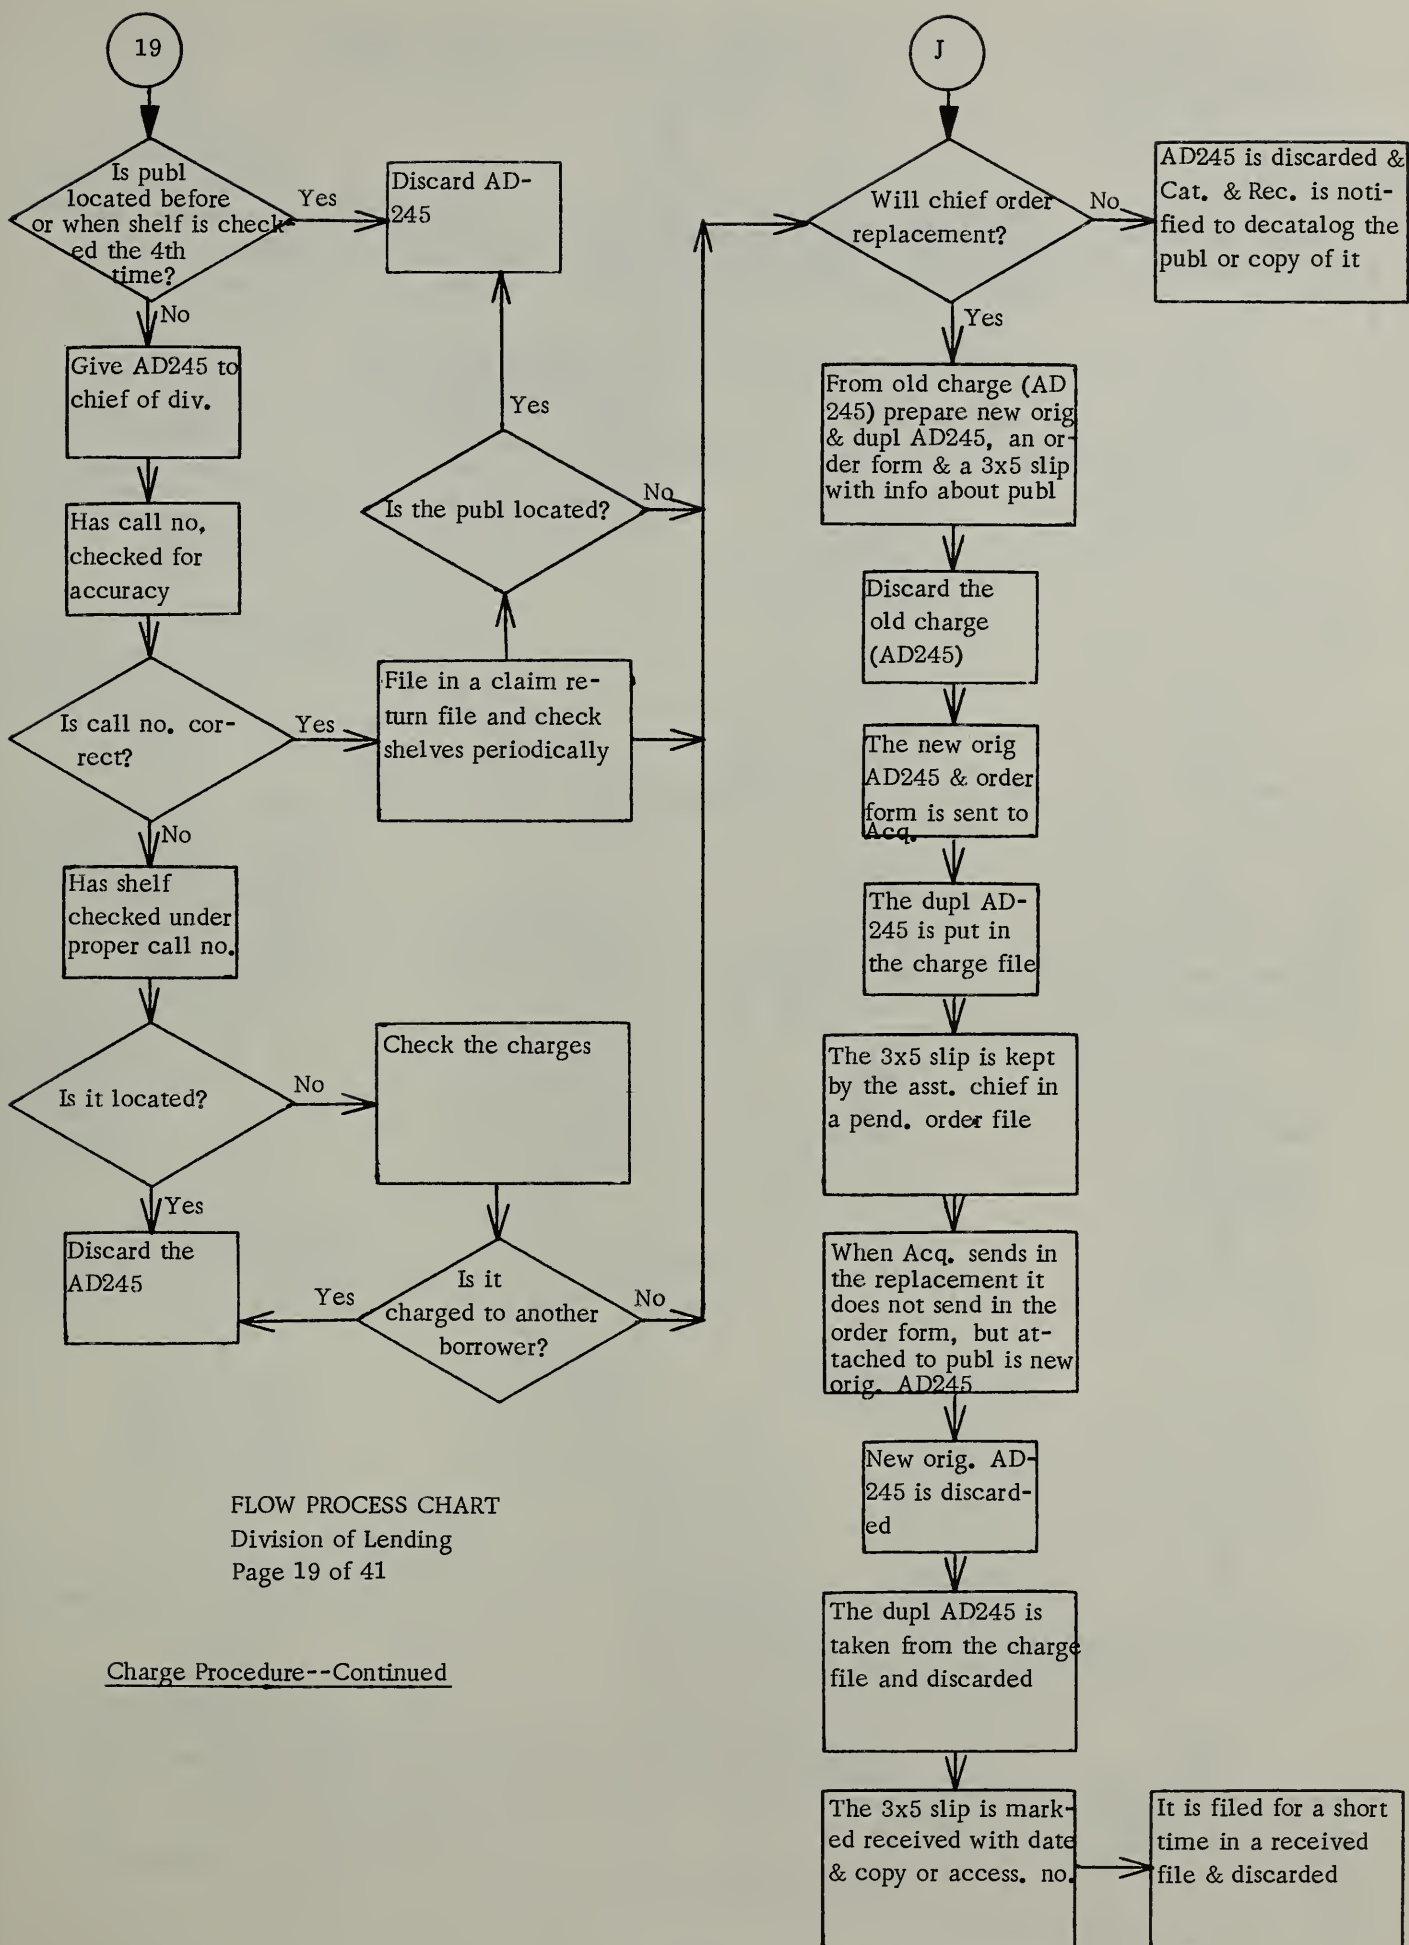 19
Is publ
located before
or when shelf is check-
ed the 4th
time?
Yes
Discard AD-
245
No
Give AD245 to
chief of div.
Has call no.
checked for
accuracy
Is call no. cor-
rect?
Yes
File in a claim re-
turn file and check
shelves periodically
Is the publ located?
Yes
No
No
Has shelf
checked under
proper call no.
Is it located?
No
Check the charges
Yes
Discard the
AD245
Is it
charged to another
borrower?
Yes
No
FLOW PROCESS CHART
Division of Lending
Page 19 of 41
Charge Procedure--Continued
J
Will chief order
replacement?
No
AD245 is discarded &
Cat. & Rec. is noti-
fied to decatalog the
publ or copy of it
Yes
From old charge (AD
245) prepare new orig
& dupl AD245, an or-
der form & a 3x5 slip
with info about publ
Discard the
old charge
(AD245)
The new orig
AD245 & order
form is sent to
Acq.
The dupl AD-
245 is put in
the charge file
The 3x5 slip is kept
by the asst. chief in
a pend. order file
When Acq. sends in
the replacement it
does not send in the
order form, but at-
tached to publ is new
orig. AD245
New orig. AD-
245 is discard-
ed
The dupl AD245 is
taken from the charge
file and discarded
The 3x5 slip is mark-
ed received with date
& copy or access. no.
It is filed for a short
time in a received
file & discarded